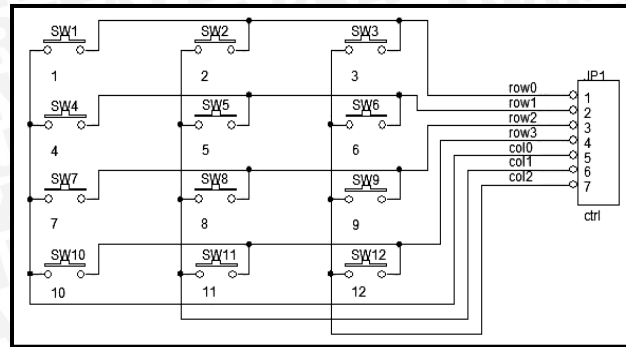 SW1 SW2 SW3
1 2 3
JP1
row0 1
SW4 SW5 SW6 row1 2
row2 3
4 5 6 row3 4
col0 5
SW7 SW8 SW9 col1 6
col2 7
7 8 9 ctrl
SW10 SW11 SW12
10 11 12